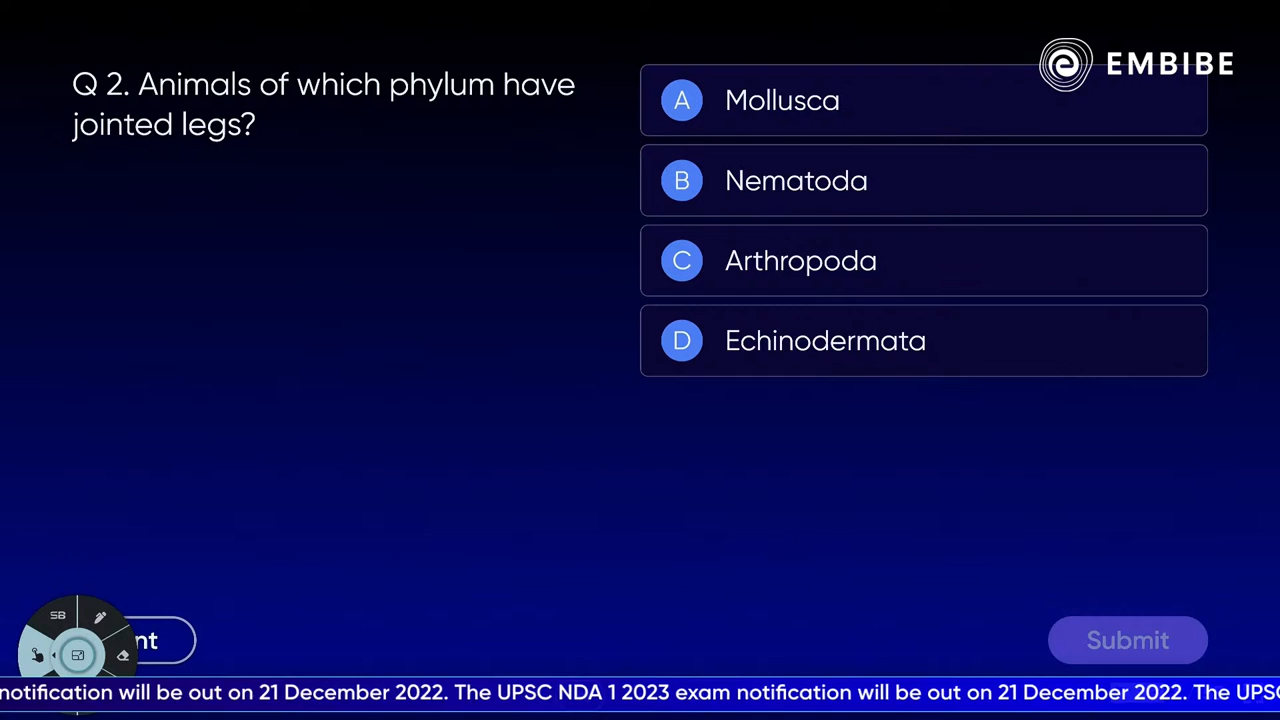 EMBIBE
Q 2. Animals of which phylum have
jointed legs?
A Mollusca
B Nematoda
C Arthropoda
D Echinodermata
SB
nt
Submit
notification will be out on 21 December 2022. The UPSC NDA 1 2023 exam notification will be out on 21 December 2022. The UPSC